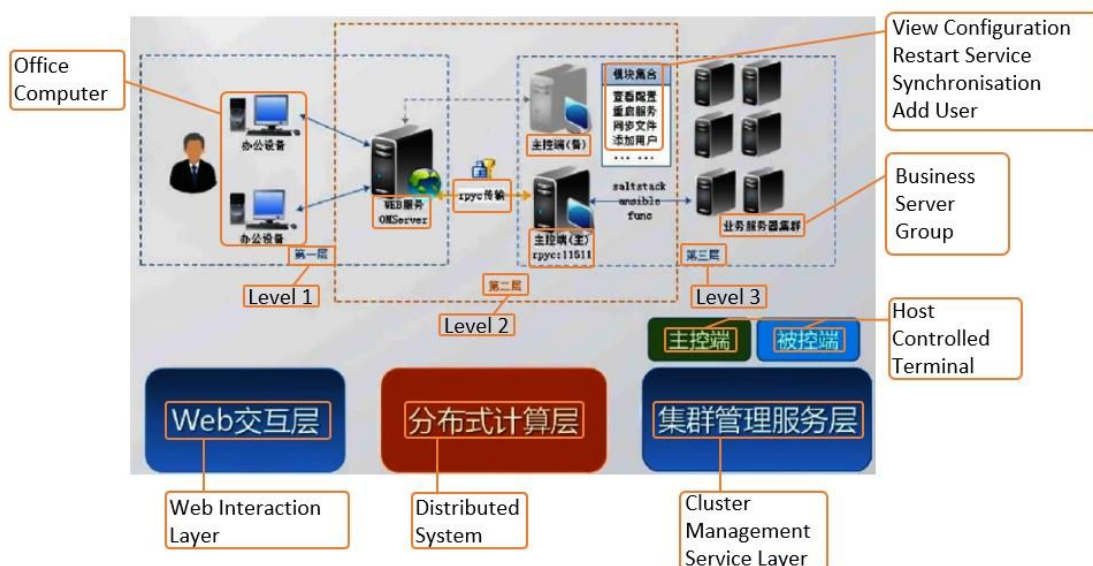 View Configuration
Restart Service
Synchronisation
Add User
Office
Computer
模块集合
查看配置
重启服务
同步文件
添加用户
... ...
办公设备
主控端(备)
WEB服务
OMServer
rpyc传输
saltstack
ansible
func
Business
Server
Group
办公设备
主控端(主)
rpyc:11511
业务服务器集群
第一层
第二层
第三层
Level 1
Level 2
Level 3
主控端
被控端
Host
Controlled
Terminal
Web交互层
分布式计算层
集群管理服务层
Web Interaction
Layer
Distributed
System
Cluster
Management
Service Layer